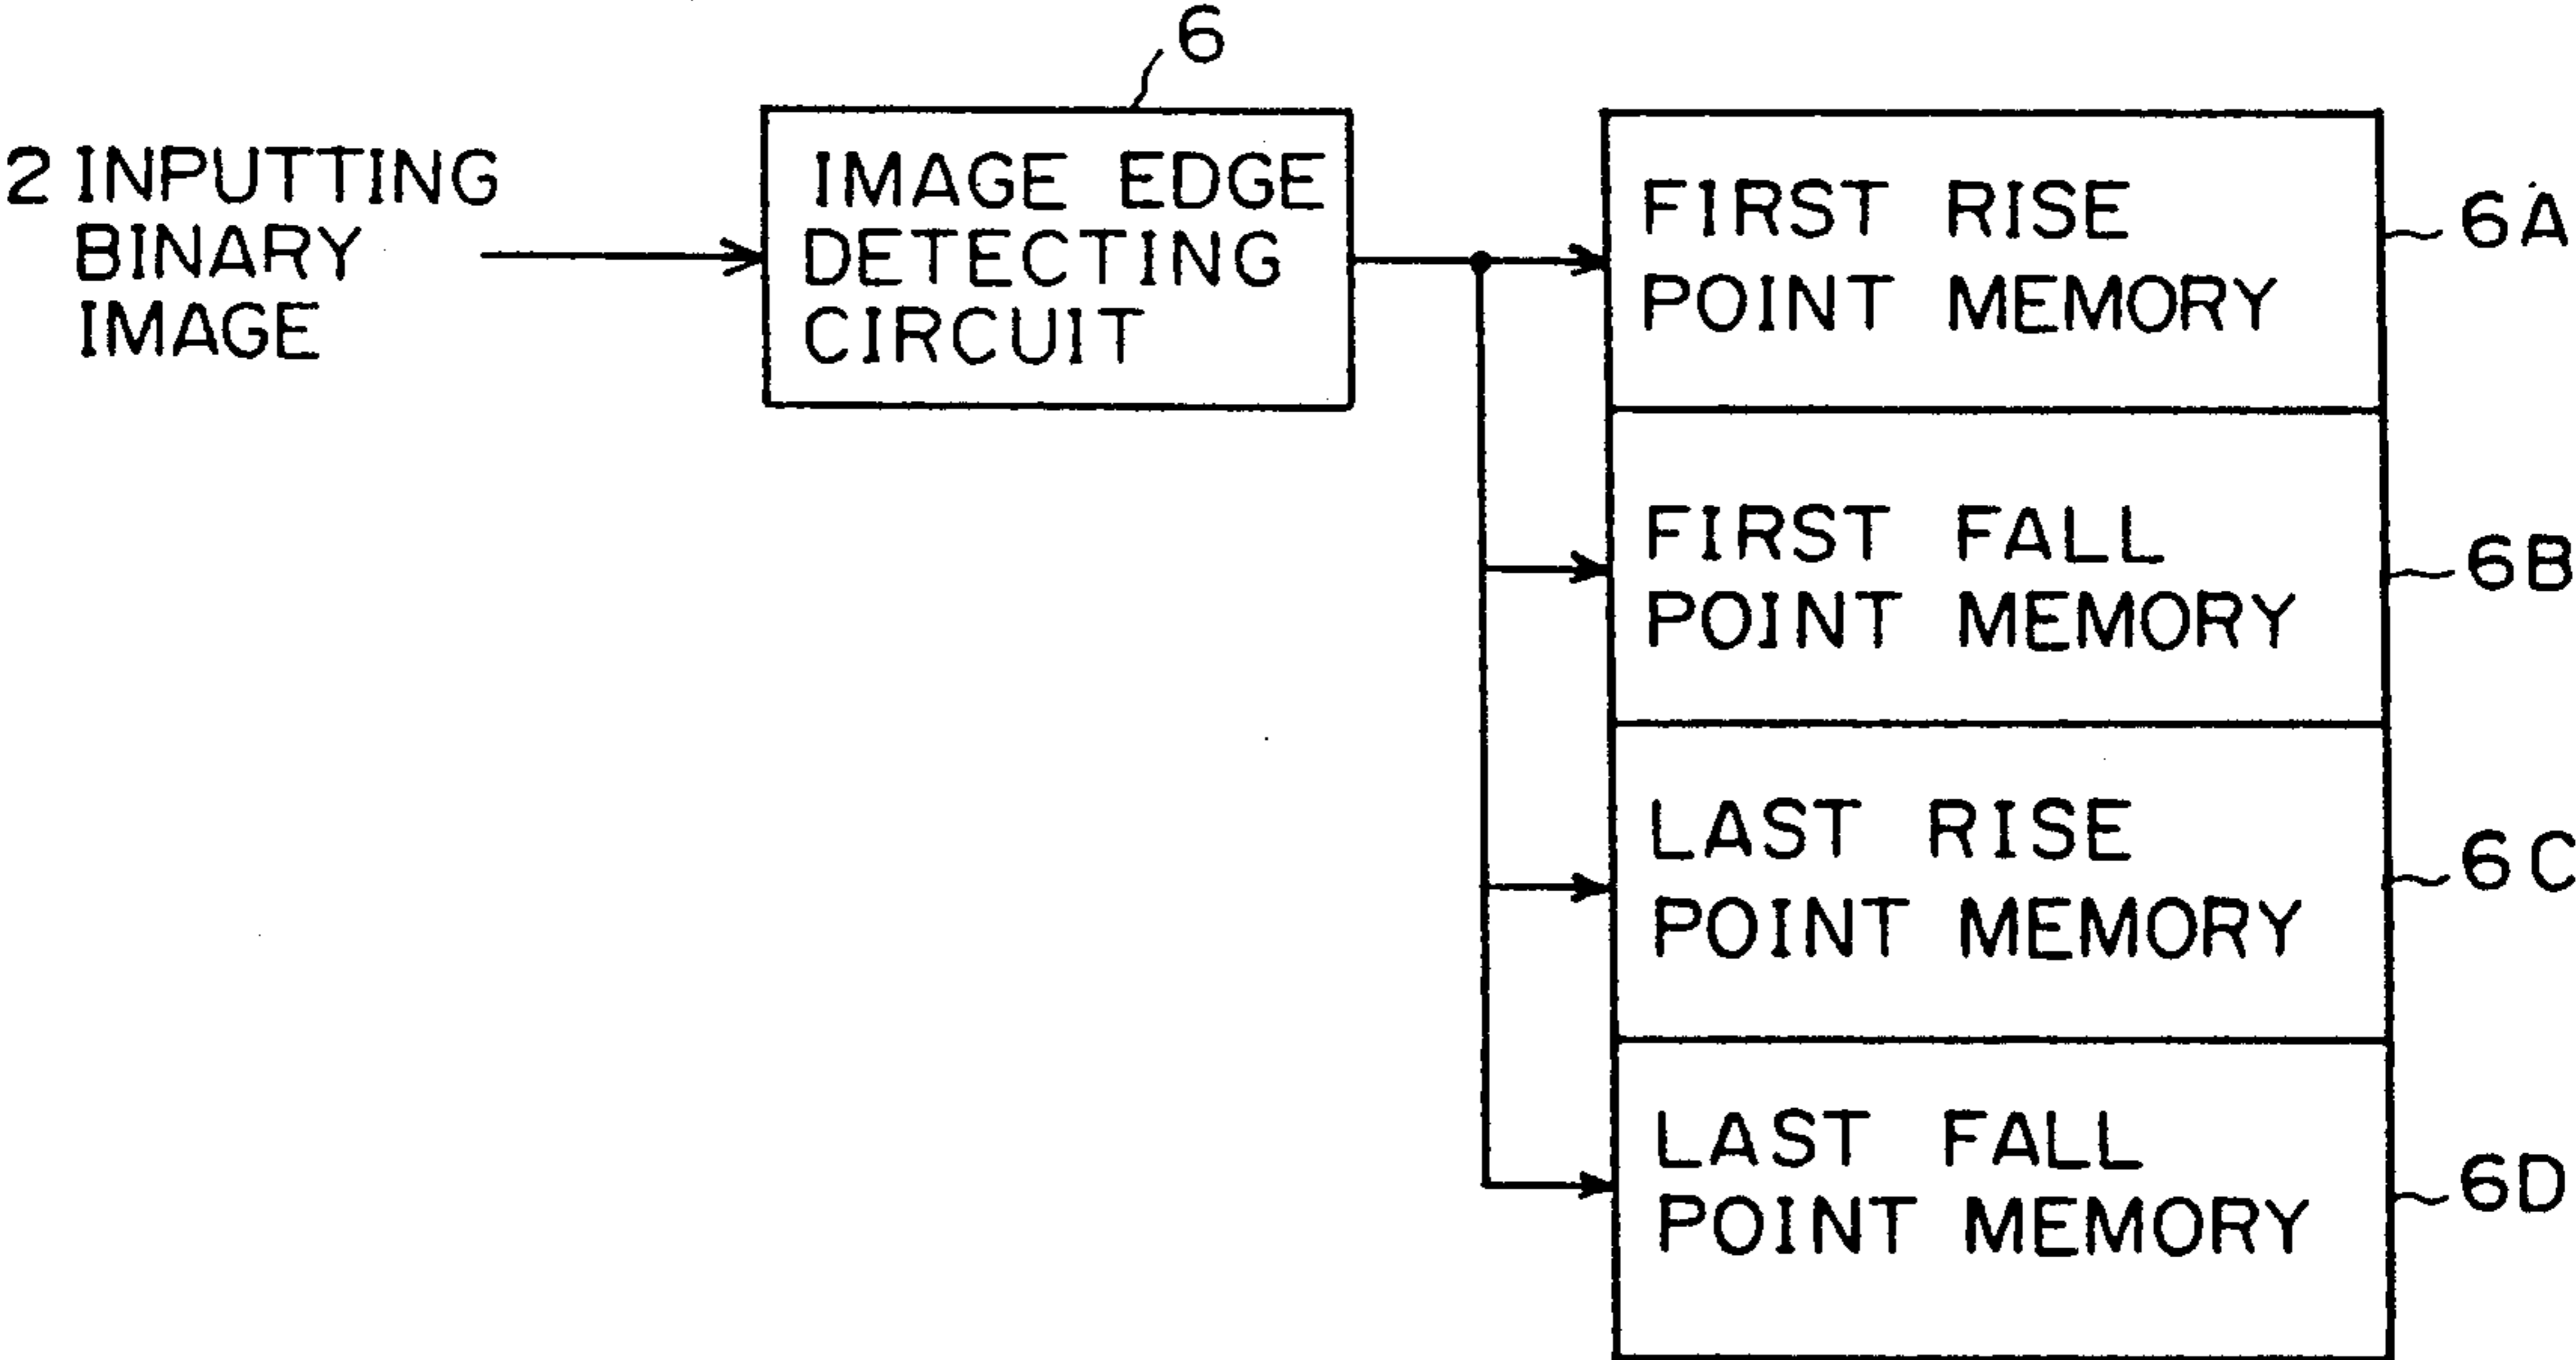 6
2 INPUTTING
BINARY
IMAGE
IMAGE EDGE
DETECTING
CIRCUIT
FIRST RISE
POINT MEMORY
6A
FIRST FALL
POINT MEMORY
6B
LAST RISE
POINT MEMORY
6C
LAST FALL
POINT MEMORY
6D